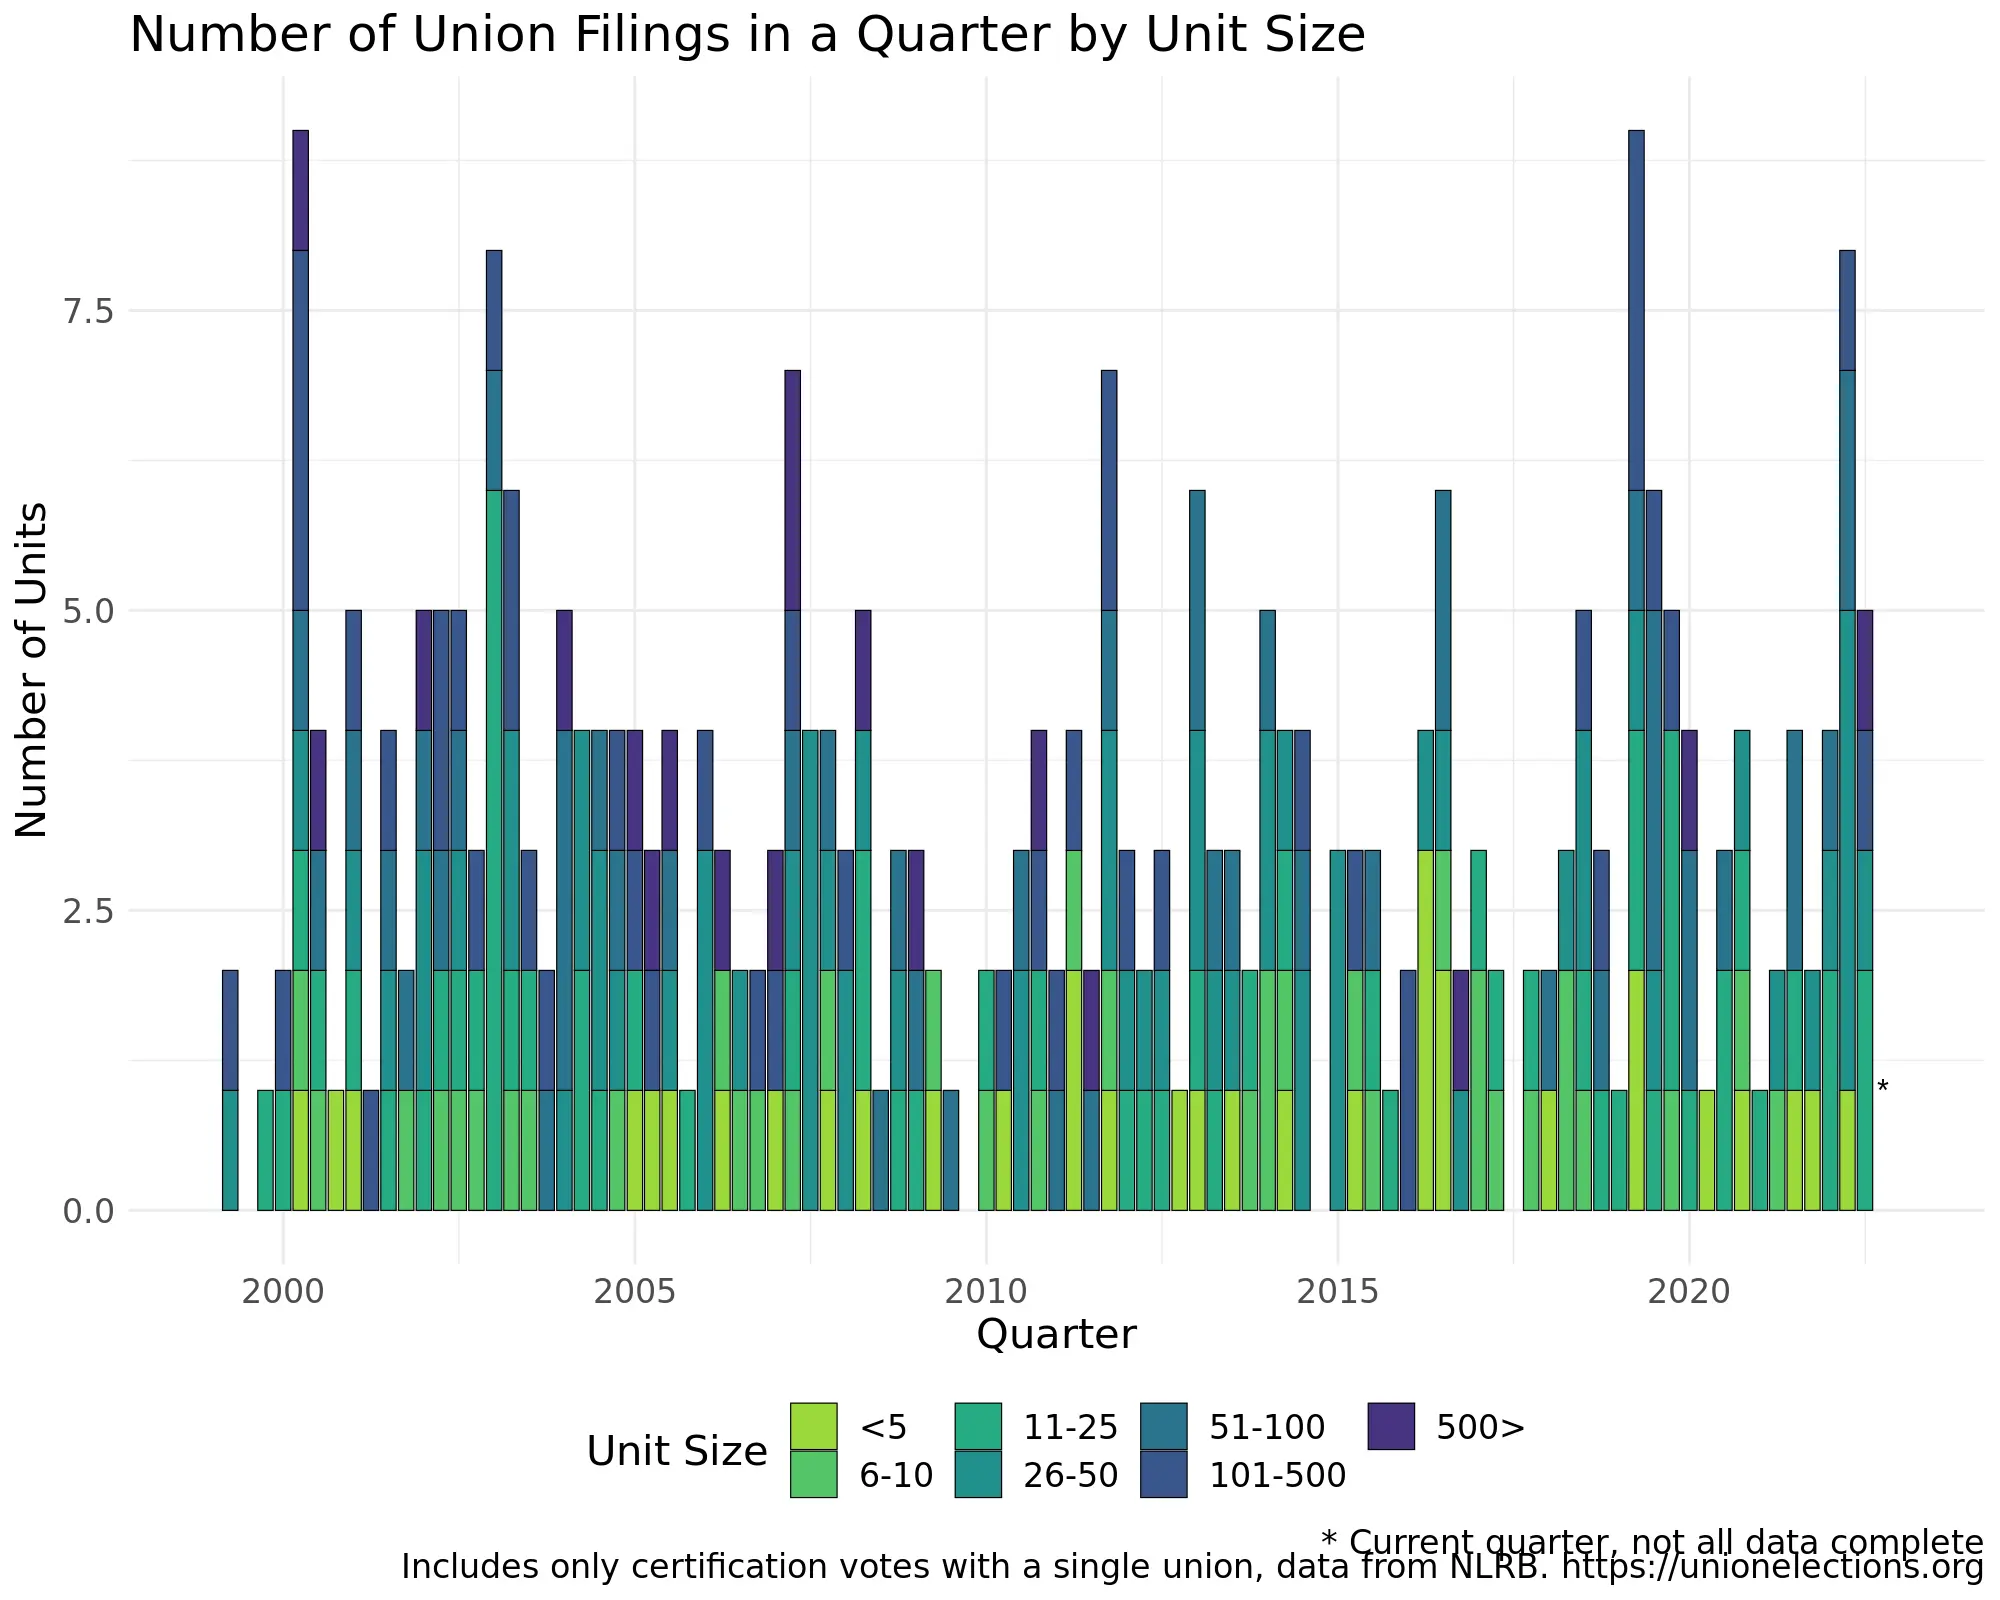 Number of Union Filings in a Quarter by Unit Size
Number of Units
7.5
5.0
2.5
0.0
*
2000 2005 2010 2015 2020
Quarter
Unit Size
<5 11-25 51-100 500>
6-10 26-50 101-500
* Current quarter, not all data complete
Includes only certification votes with a single union, data from NLRB. https://unionelections.org